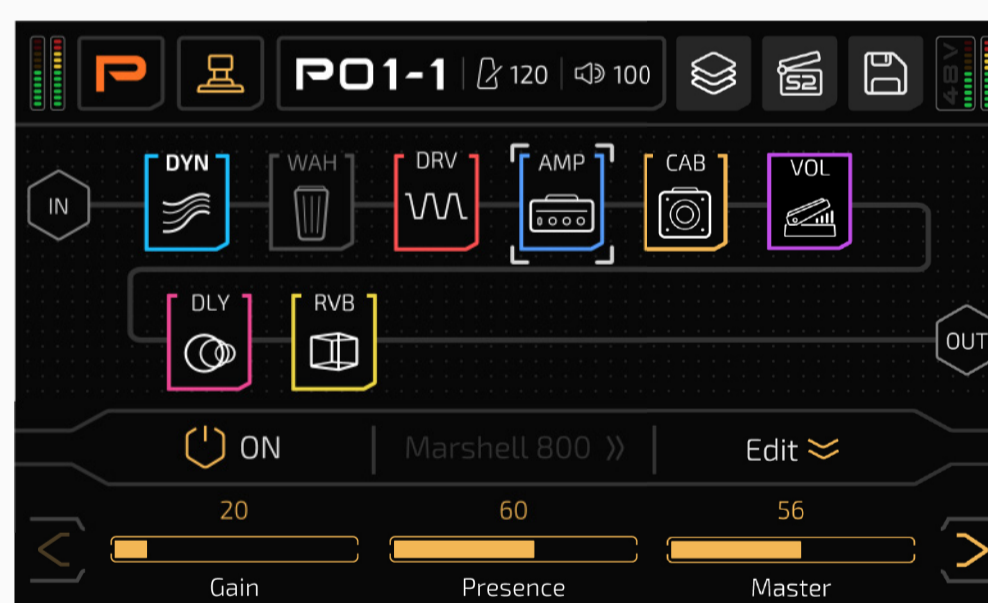 P01-1 120 100 S2 48V
DYN WAH DRV AMP CAB VOL
IN
DLY RVB
OUT
ON Marshell 800 Edit
20 60 56
Gain Presence Master